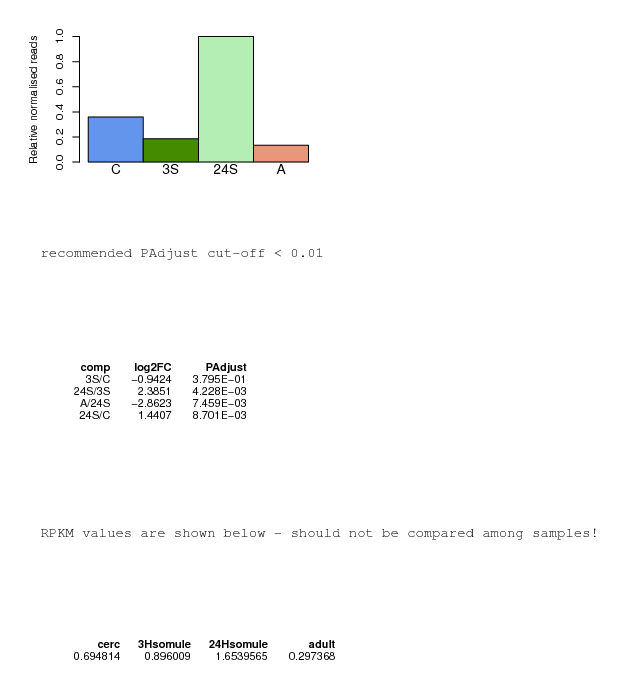 Relative normalised reads
1.0
0.8
0.6
0.4
0.2
0.0
C 3S 24S A
recommended PAdjust cut-off < 0.01
comp log2FC PAdjust
3S/C −0.9424 3.795E−01
24S/3S 2.3851 4.228E−03
A/24S −2.8623 7.459E−03
24S/C 1.4407 8.701E−03
RPKM values are shown below - should not be compared among samples!
cerc 3Hsomule 24Hsomule adult
0.694814 0.896009 1.6539565 0.297368